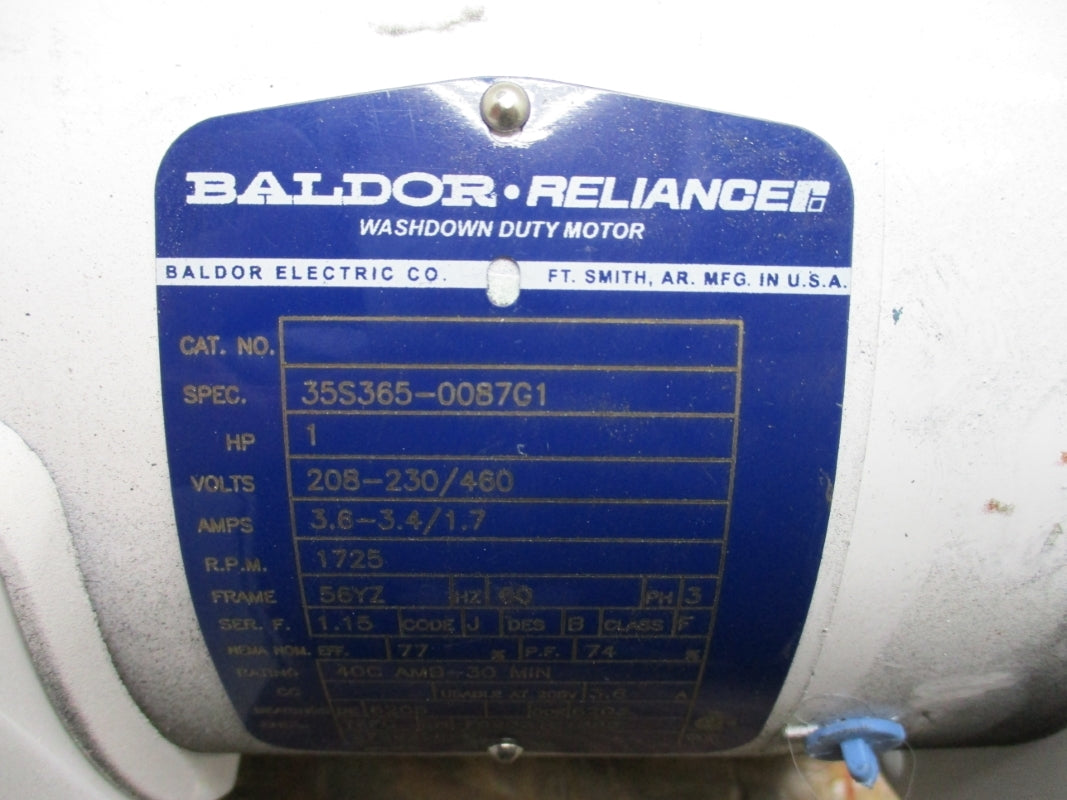 BALDOR • RELIANCE
WASHDOWN DUTY MOTOR
BALDOR ELECTRIC CO. FT. SMITH, AR. MFG. IN U.S.A.
CAT. NO.
SPEC. 35S365-0087G1
HP 1
VOLTS 208-230/460
AMPS 3.6-3.4/1.7
R.P.M. 1725
FRAME 56YZ HZ 60 PH 3
SER. F. 1.15 CODE J DES B CLASS F
NEMA NOM. EFF. 77 % P.F. 74 %
RATING 40C AMB-30 MIN
CC USABLE AT 208V 3.6 A